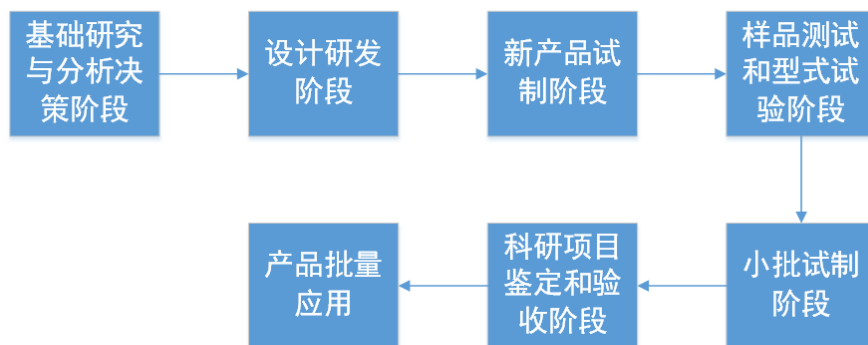 基础研究
与分析决
策阶段
设计研发
阶段
新产品试
制阶段
样品测试
和型式试
验阶段
小批试制
阶段
科研项目
鉴定和验
收阶段
产品批量
应用